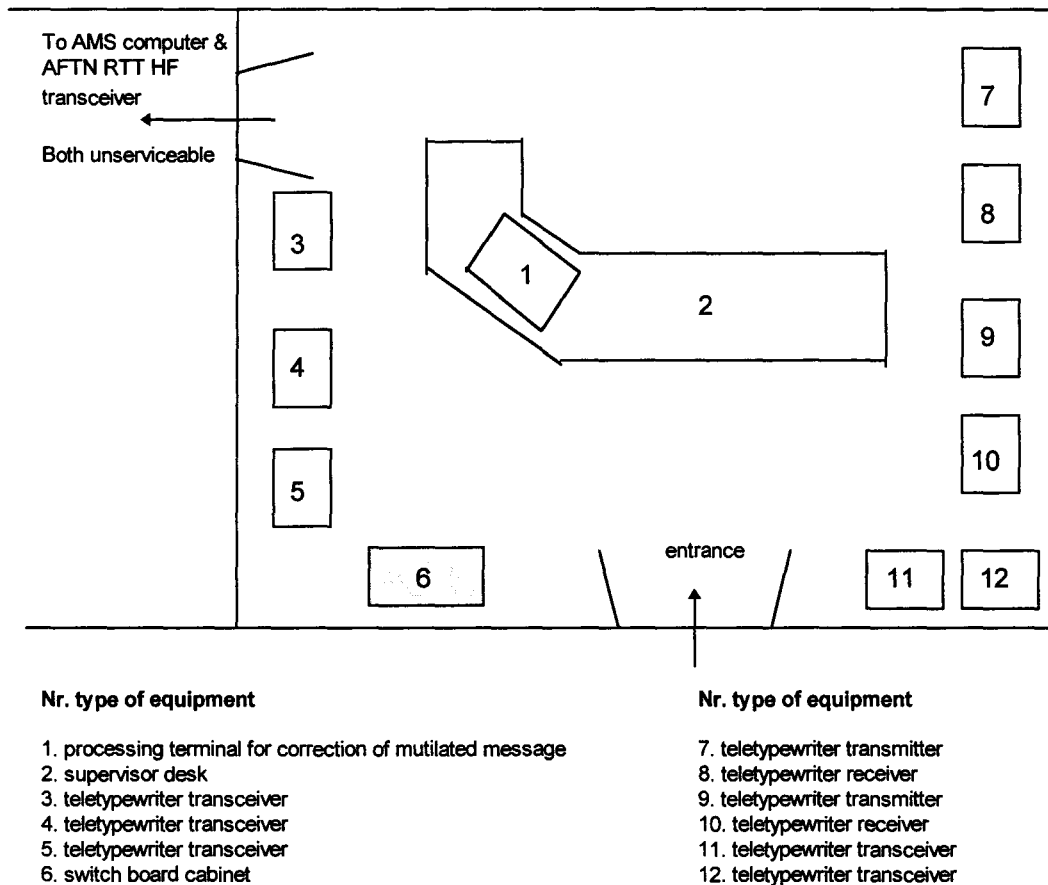 To AMS computer &
AFTN RTT HF
transceiver
Both unserviceable
7
8
3
1
2
9
4
10
5
entrance
6
11
12
Nr. type of equipment
1. processing terminal for correction of mutilated message
2. supervisor desk
3. teletypewriter transceiver
4. teletypewriter transceiver
5. teletypewriter transceiver
6. switch board cabinet
Nr. type of equipment
7. teletypewriter transmitter
8. teletypewriter receiver
9. teletypewriter transmitter
10. teletypewriter receiver
11. teletypewriter transceiver
12. teletypewriter transceiver